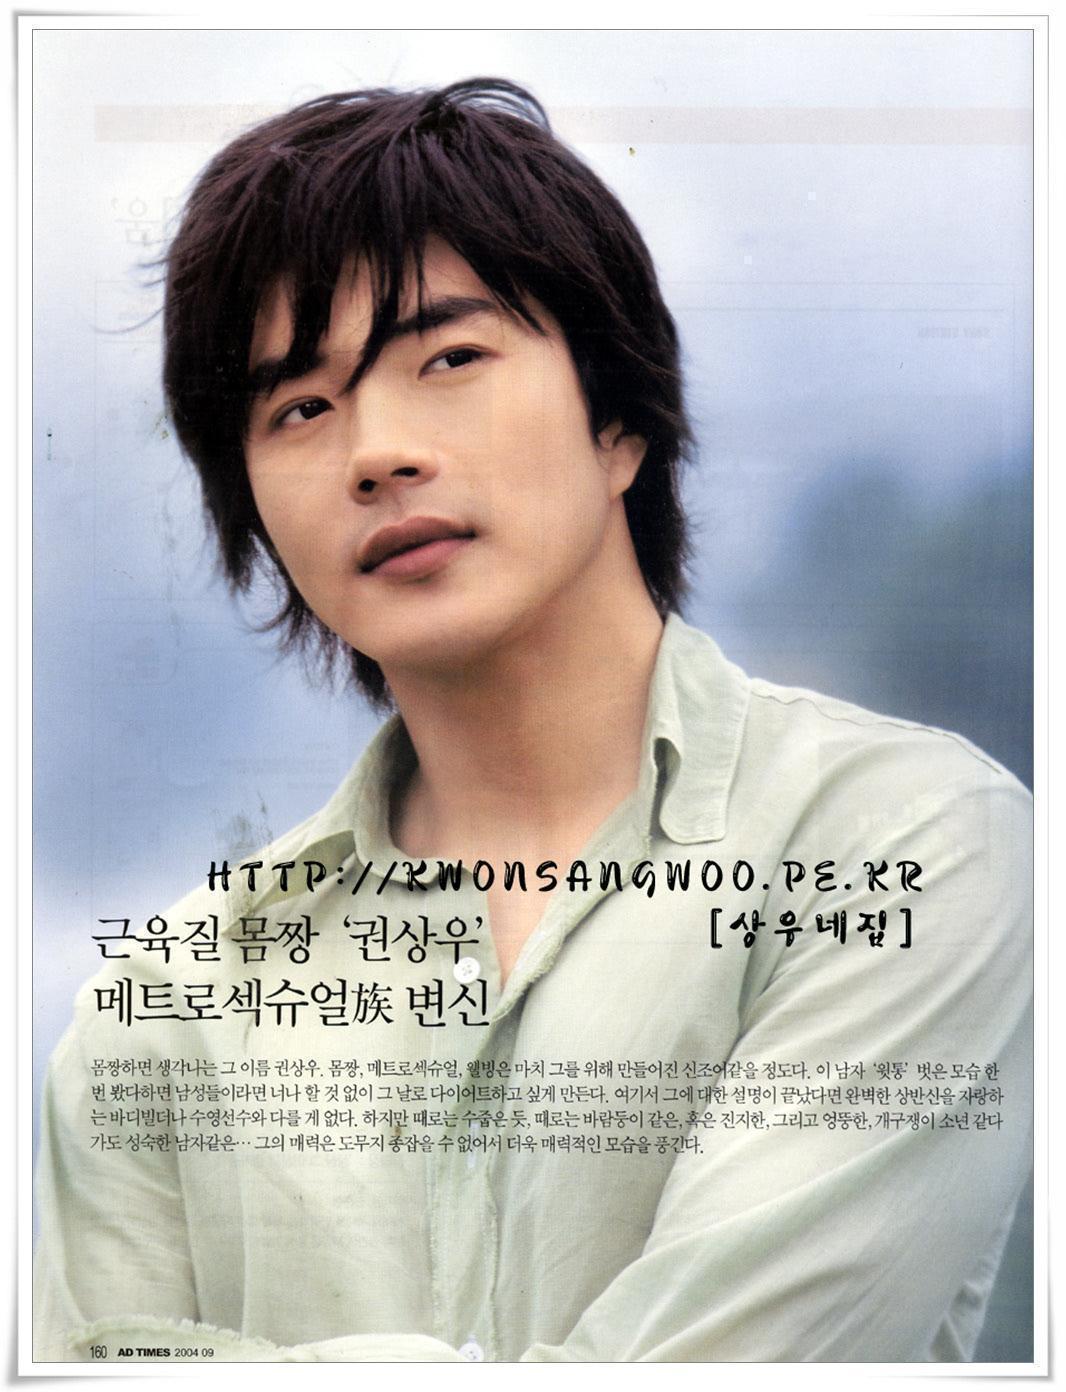 HTTP://KWONSANGWOO.PE.KR
[상우네집]
근육질 몸짱 ‘권상우’
메트로섹슈얼族 변신
몸짱하면 생각나는 그 이름 권상우. 몸짱, 메트로섹슈얼, 웰빙은 마치 그를 위해 만들어진 신조어같을 정도다. 이 남자 ‘윗통’ 벗은 모습 한
번 봤다하면 남성들이라면 너나 할 것 없이 그 날로 다이어트하고 싶게 만든다. 여기서 그에 대한 설명이 끝났다면 완벽한 상반신을 자랑하
는 바디빌더나 수영선수와 다를 게 없다. 하지만 때로는 수줍은 듯, 때로는 바람둥이 같은, 혹은 진지한, 그리고 엉뚱한, 개구쟁이 소년 같다
가도 성숙한 남자같은… 그의 매력은 도무지 종잡을 수 없어서 더욱 매력적인 모습을 풍긴다.
160 AD TIMES 2004 09